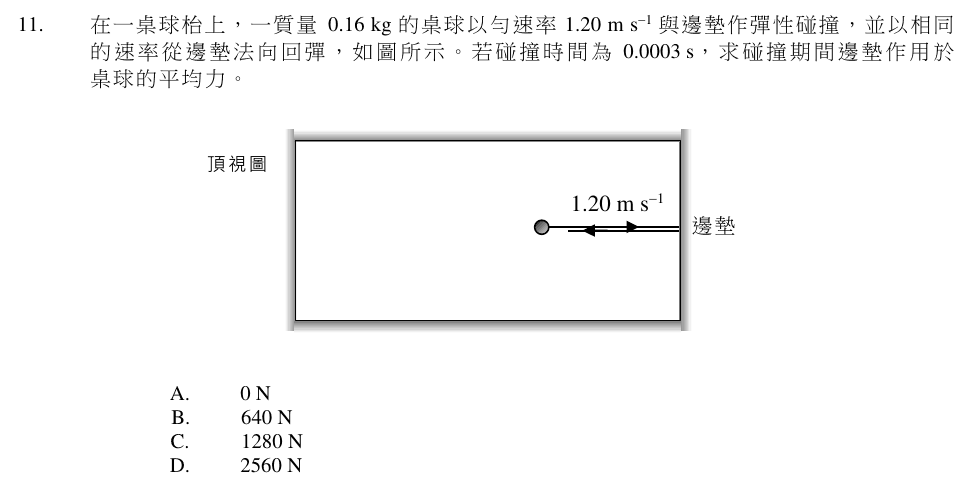 11. 在一桌球枱上，一質量 0.16 kg 的桌球以勻速率 1.20 m s⁻¹ 與邊墊作彈性碰撞，並以相同
的速率從邊墊法向回彈，如圖所示。若碰撞時間為 0.0003 s，求碰撞期間邊墊作用於
桌球的平均力。
頂視圖
1.20 m s⁻¹
邊墊
A. 0 N
B. 640 N
C. 1280 N
D. 2560 N